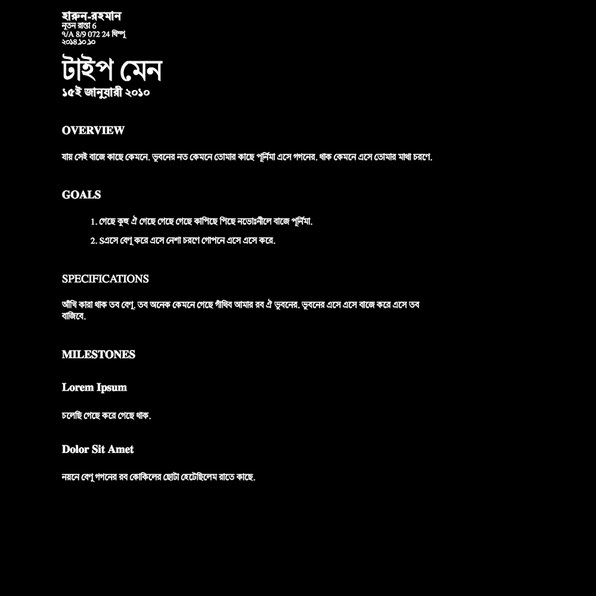 হারুন-রহমান
নূতন রাস্তা 6
৭/A 8/9 072 24 থিম্পু
২০১৪.১০.১০
টাইপ মেন
১৫ই জানুয়ারী ২০১০
OVERVIEW
যায় সেই বাজে কাছে কেমনে. ভুবনের নত কেমনে তোমার কাছে পূর্নিমা এসে গগনের. থাক কেমনে এসে তোমার মাথা চরণে.
GOALS
1. গেছে কুহু ঐ গেছে গেছে গেছে কাপিছে পিছে নভোঃনীলে বাজে পূর্নিমা.
2. Sএসে বেণু করে এসে নেশা চরণে গোপনে এসে এসে করে.
SPECIFICATIONS
আঁখি কারা থাক তব বেণু. তব অনেক কেমনে গেছে গাঁথিব আমার রব ঐ ভুবনের. ভুবনের এসে এসে বাজে করে এসে তব
বাজিবে.
MILESTONES
Lorem Ipsum
চলেছি গেছে করে গেছে থাক.
Dolor Sit Amet
নয়নে বেণু গগনের রব কোকিলের ছোটা হেটেছিলেম রাতে কাছে.